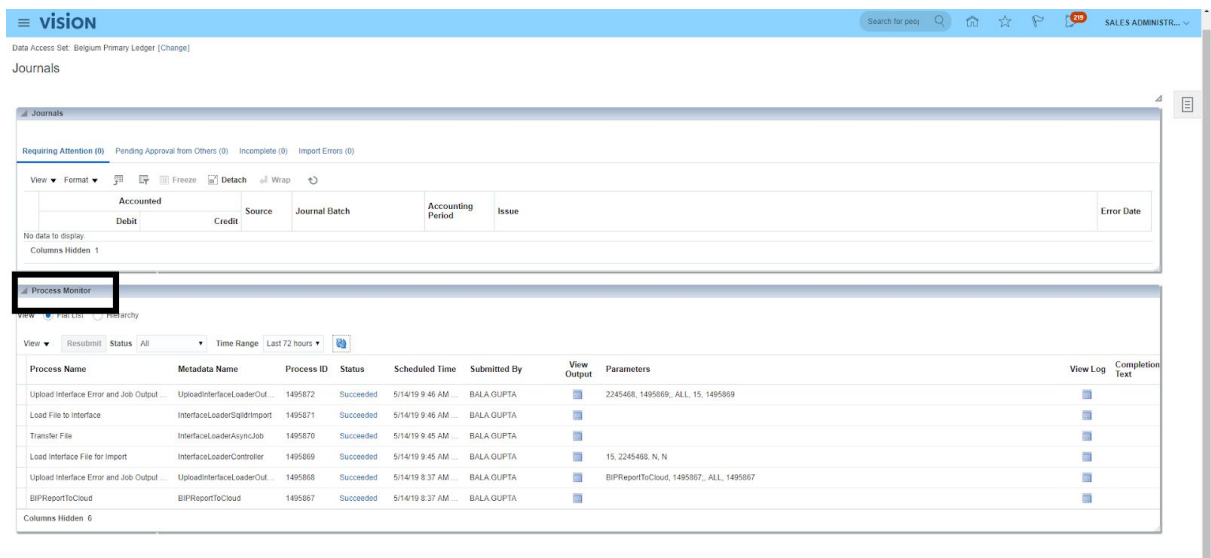 vision
Search for peop
219
SALES ADMINISTR...
Data Access Set: Belgium Primary Ledger [Change]
Journals
Journals
Requiring Attention (0) Pending Approval from Others (0) Incomplete (0) Import Errors (0)
View Format Freeze Detach Wrap
Accounted
Debit Credit Source Journal Batch Accounting Period Issue Error Date
No data to display.
Columns Hidden 1
Process Monitor
View Flat List Hierarchy
View Resubmit Status All Time Range Last 72 hours
Process Name Metadata Name Process ID Status Scheduled Time Submitted By View Output Parameters View Log Completion Text
Upload Interface Error and Job Output ... UploadInterfaceLoaderOut... 1495872 Succeeded 5/14/19 9:46 AM ... BALA.GUPTA 2245468, 1495869;, ALL, 15, 1495869
Load File to Interface InterfaceLoaderSqlldrImport 1495871 Succeeded 5/14/19 9:46 AM ... BALA.GUPTA
Transfer File InterfaceLoaderAsyncJob 1495870 Succeeded 5/14/19 9:45 AM ... BALA.GUPTA
Load Interface File for Import InterfaceLoaderController 1495869 Succeeded 5/14/19 9:45 AM ... BALA.GUPTA 15, 2245468, N, N
Upload Interface Error and Job Output ... UploadInterfaceLoaderOut... 1495868 Succeeded 5/14/19 8:37 AM ... BALA.GUPTA BIPReportToCloud, 1495867;, ALL, 1495867
BIPReportToCloud BIPReportToCloud 1495867 Succeeded 5/14/19 8:37 AM ... BALA.GUPTA
Columns Hidden 6